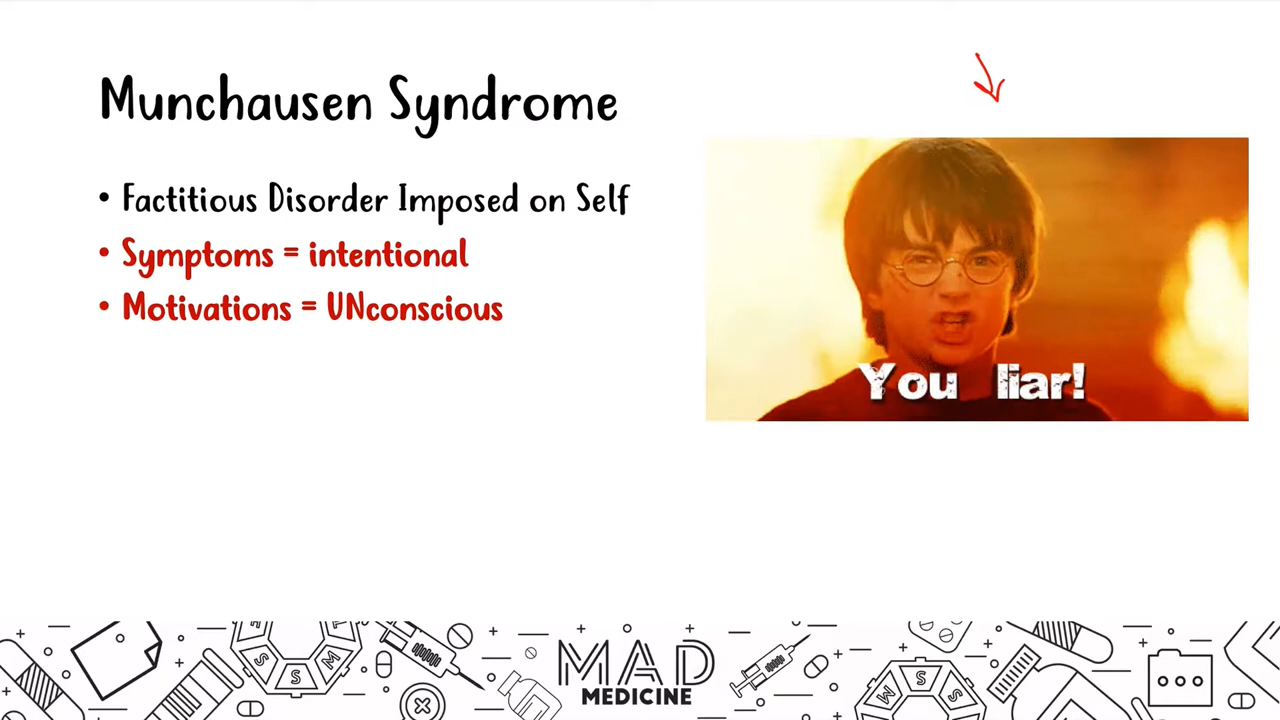 Munchausen Syndrome
• Factitious Disorder Imposed on Self
• Symptoms = intentional
• Motivations = UNconscious
You liar!
MAD
MEDICINE
S
S
M
M
S
S